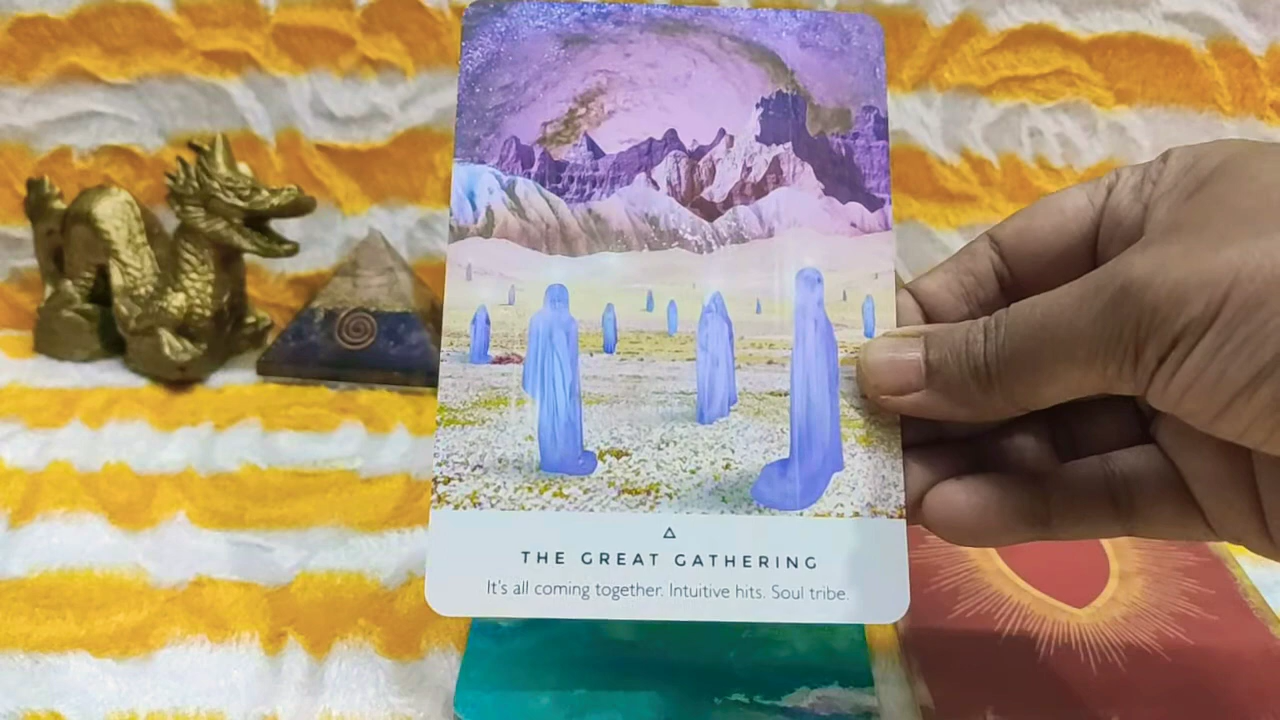 THE GREAT GATHERING
It's all coming together. Intuitive hits. Soul tribe.